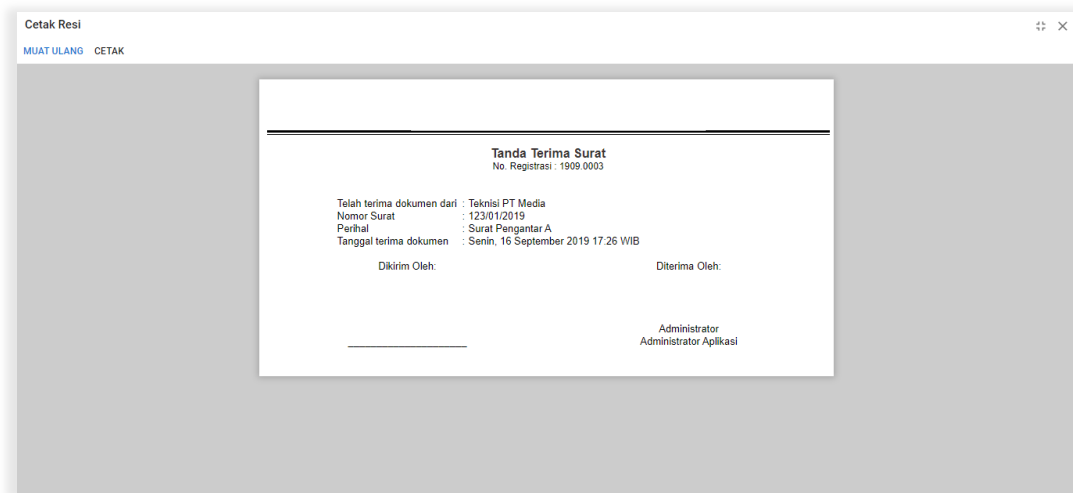 Cetak Resi
MUAT ULANG CETAK
Tanda Terima Surat
No. Registrasi : 1909.0003
Telah terima dokumen dari : Teknisi PT Media
Nomor Surat : 123/01/2019
Perihal : Surat Pengantar A
Tanggal terima dokumen : Senin, 16 September 2019 17:26 WIB
Dikirim Oleh: Diterima Oleh:
Administrator
Administrator Aplikasi